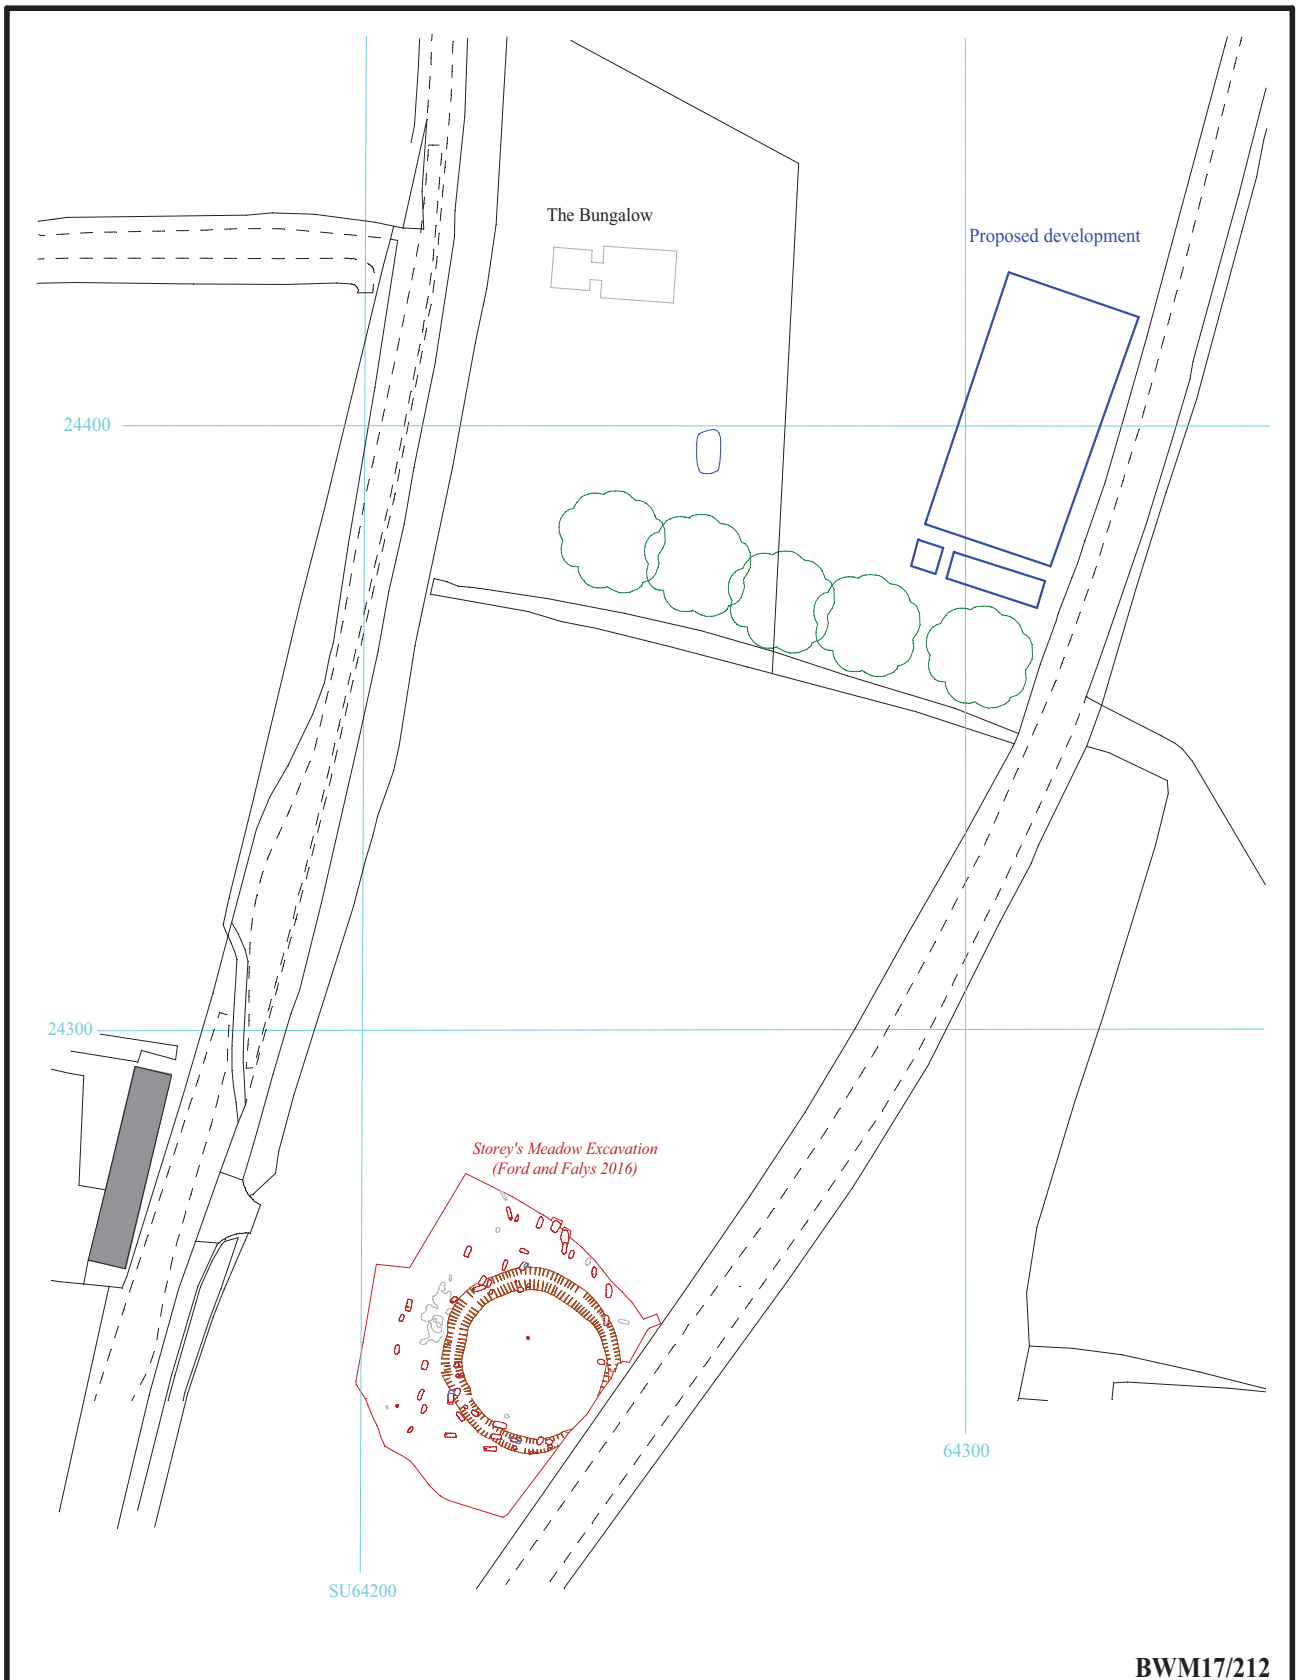 The Bungalow
Proposed development
24400
24300
Storey's Meadow Excavation
(Ford and Falys 2016)
64300
SU64200
BWM17/212